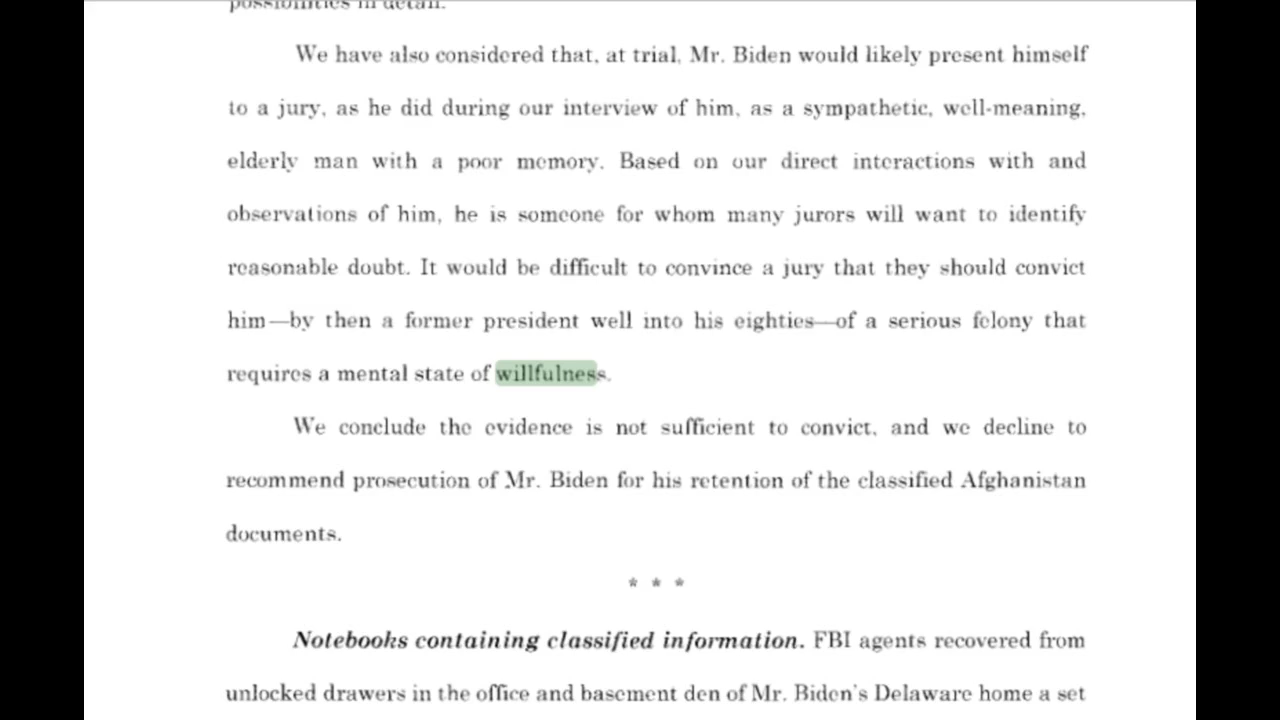 possibilities in detail.
We have also considered that, at trial, Mr. Biden would likely present himself
to a jury, as he did during our interview of him, as a sympathetic, well-meaning,
elderly man with a poor memory. Based on our direct interactions with and
observations of him, he is someone for whom many jurors will want to identify
reasonable doubt. It would be difficult to convince a jury that they should convict
him—by then a former president well into his eighties—of a serious felony that
requires a mental state of willfulness.
We conclude the evidence is not sufficient to convict, and we decline to
recommend prosecution of Mr. Biden for his retention of the classified Afghanistan
documents.
* * *
Notebooks containing classified information. FBI agents recovered from
unlocked drawers in the office and basement den of Mr. Biden's Delaware home a set